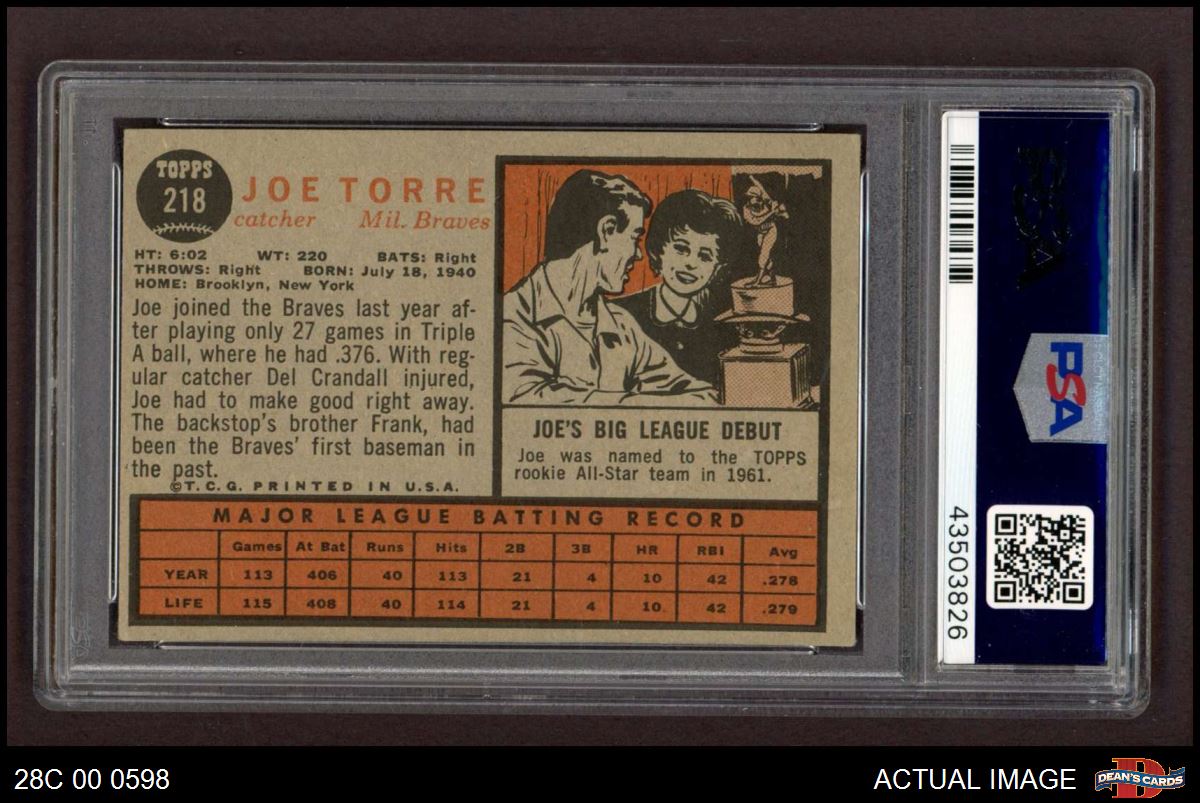 TOPPS
218
JOE TORRE
catcher Mil. Braves
HT: 6:02 WT: 220 BATS: Right
THROWS: Right BORN: July 18, 1940
HOME: Brooklyn, New York
Joe joined the Braves last year af-
ter playing only 27 games in Triple
A ball, where he had .376. With reg-
ular catcher Del Crandall injured,
Joe had to make good right away.
The backstop's brother Frank, had
been the Braves' first baseman in
the past.
©T.C.G. PRINTED IN U.S.A.
JOE'S BIG LEAGUE DEBUT
Joe was named to the TOPPS
rookie All-Star team in 1961.
MAJOR LEAGUE BATTING RECORD
Games At Bat Runs Hits 2B 3B HR RBI Avg
YEAR 113 406 40 113 21 4 10 42 .278
LIFE 115 408 40 114 21 4 10 42 .279
PSA
PSA
43503826
28C 00 0598
ACTUAL IMAGE
DEAN'S CARDS